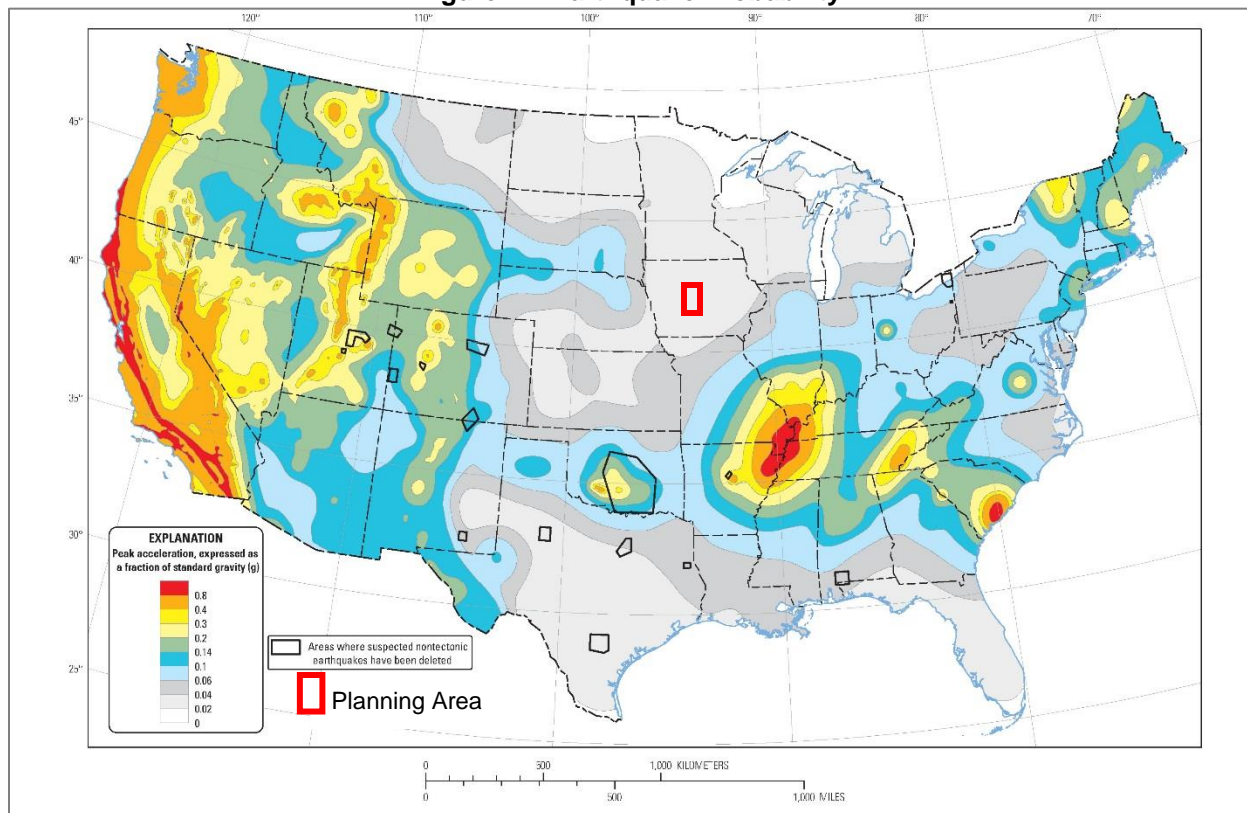 120° 110° 100° 90° 80° 70°
45°
40°
35°
30°
25°
EXPLANATION
Peak acceleration, expressed as
a fraction of standard gravity (g)
0.8
0.4
0.3
0.2
0.14
0.1
0.06
0.04
0.02
0
Areas where suspected nontectonic
earthquakes have been deleted
Planning Area
0 500 1,000 KILOMETERS
0 500 1,000 MILES